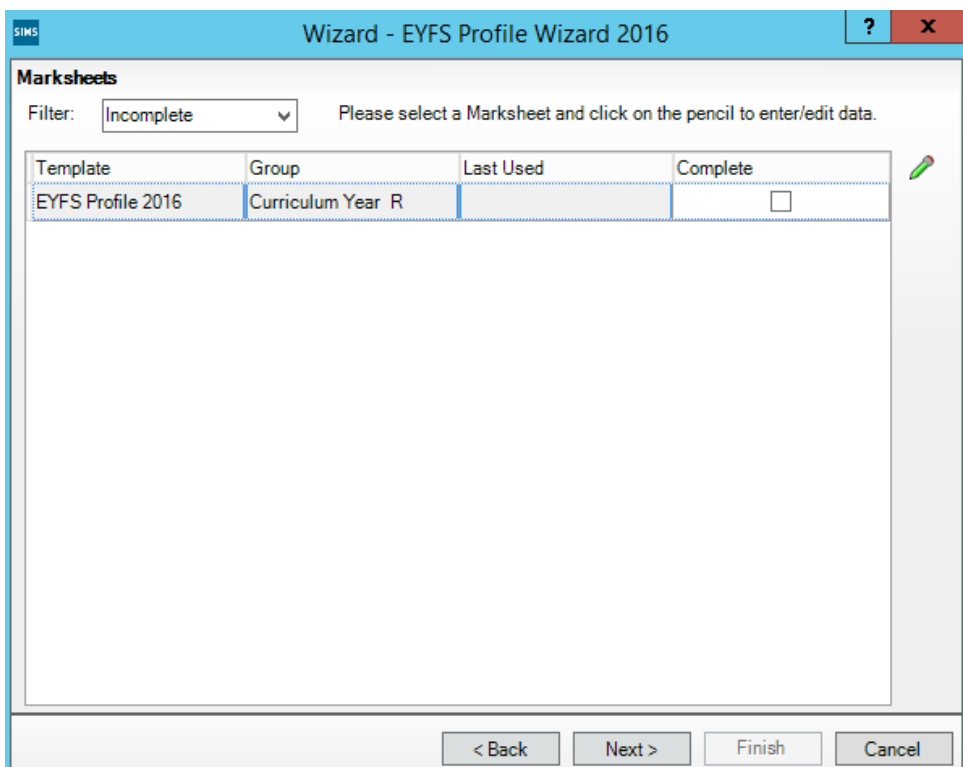 SIMS Wizard - EYFS Profile Wizard 2016 ? x
Marksheets
Filter: Incomplete Please select a Marksheet and click on the pencil to enter/edit data.
Template Group Last Used Complete
EYFS Profile 2016 Curriculum Year R
< Back Next > Finish Cancel